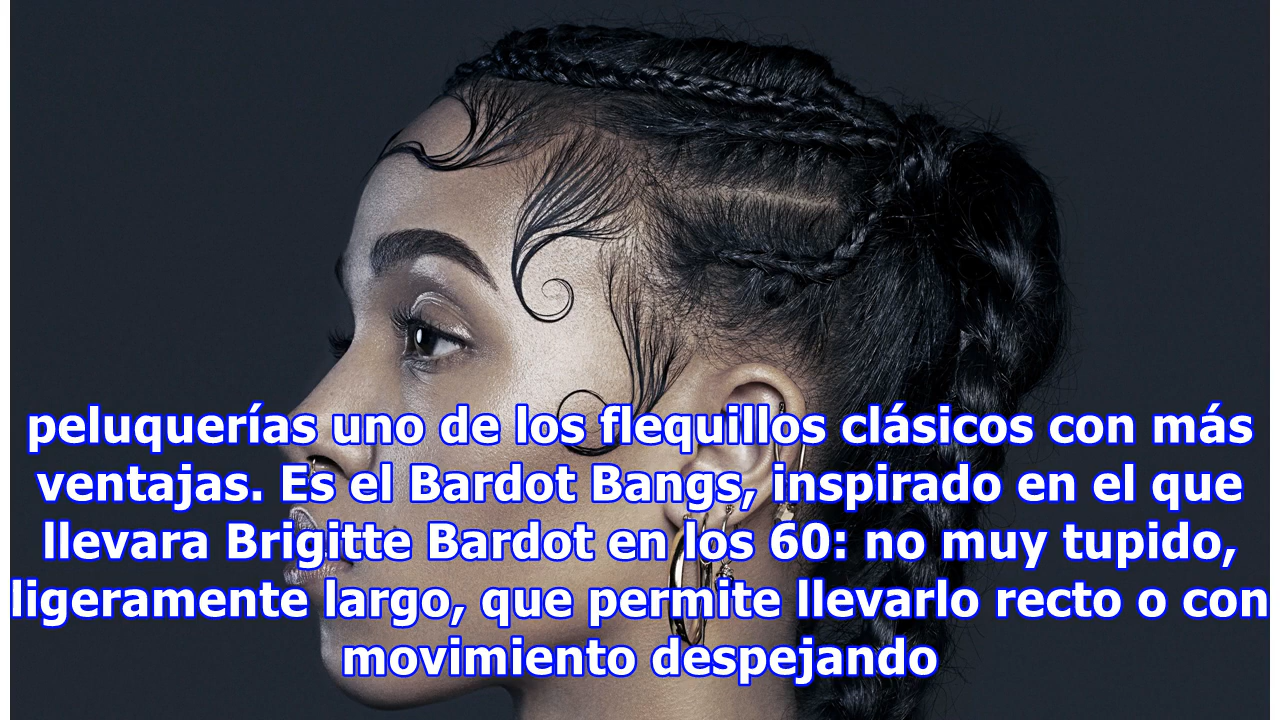 peluquerías uno de los flequillos clásicos con más
ventajas. Es el Bardot Bangs, inspirado en el que
llevara Brigitte Bardot en los 60: no muy tupido,
ligeramente largo, que permite llevarlo recto o con
movimiento despejando